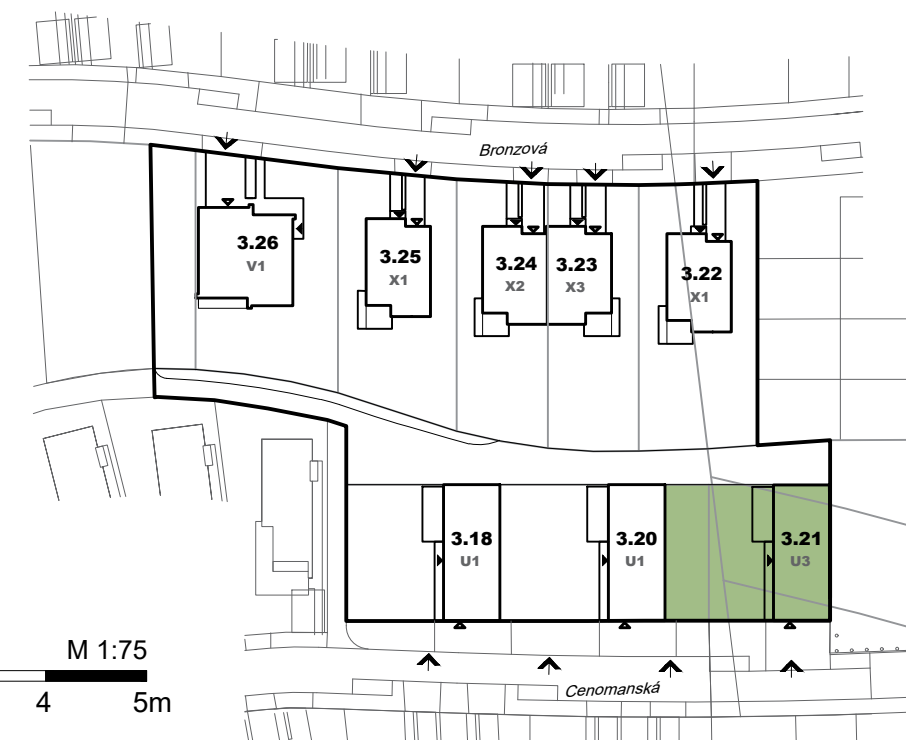 Bronzová
3.26
V1
3.25
X1
3.24
X2
3.23
X3
3.22
X1
3.18
U1
3.20
U1
3.21
U3
M 1:75
4 5m
Cenomanská